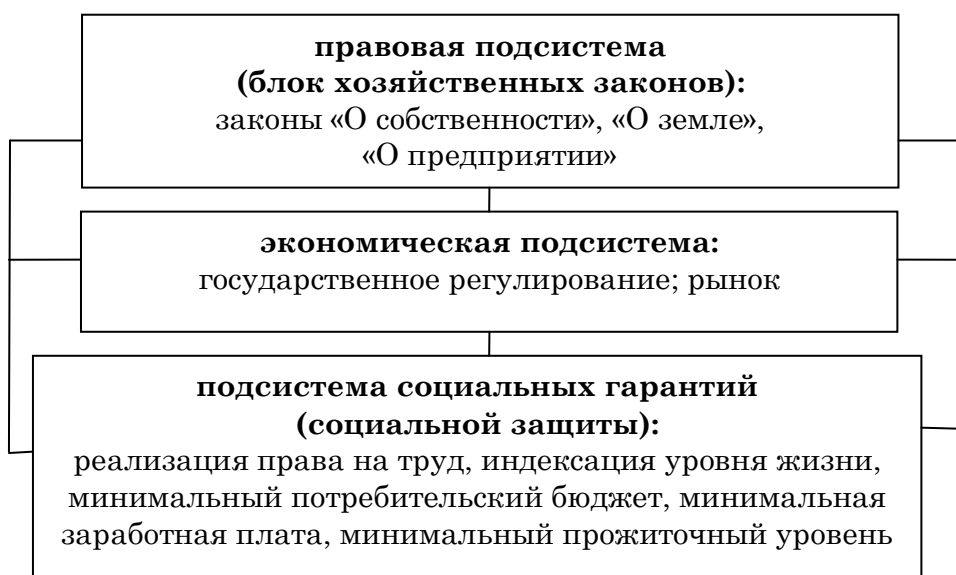 правовая подсистема
(блок хозяйственных законов):
законы «О собственности», «О земле»,
«О предприятии»
экономическая подсистема:
государственное регулирование; рынок
подсистема социальных гарантий
(социальной защиты):
реализация права на труд, индексация уровня жизни,
минимальный потребительский бюджет, минимальная
заработная плата, минимальный прожиточный уровень